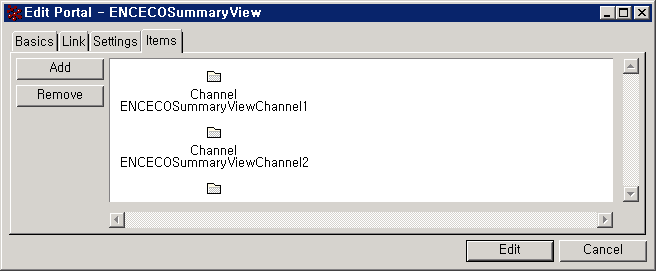 Edit Portal - ENCECOSummaryView
Basics Link Settings Items
Add
Remove
Channel
ENCECOSummaryViewChannel1
Channel
ENCECOSummaryViewChannel2
Edit Cancel